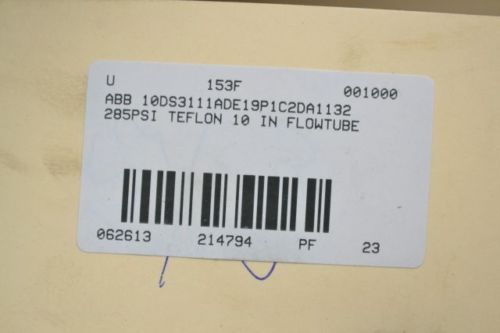 U 153F 001000
ABB 10DS3111ADE19P1C2DA1132
285PSI TEFLON 10 IN FLOWTUBE
062613 214794 PF 23